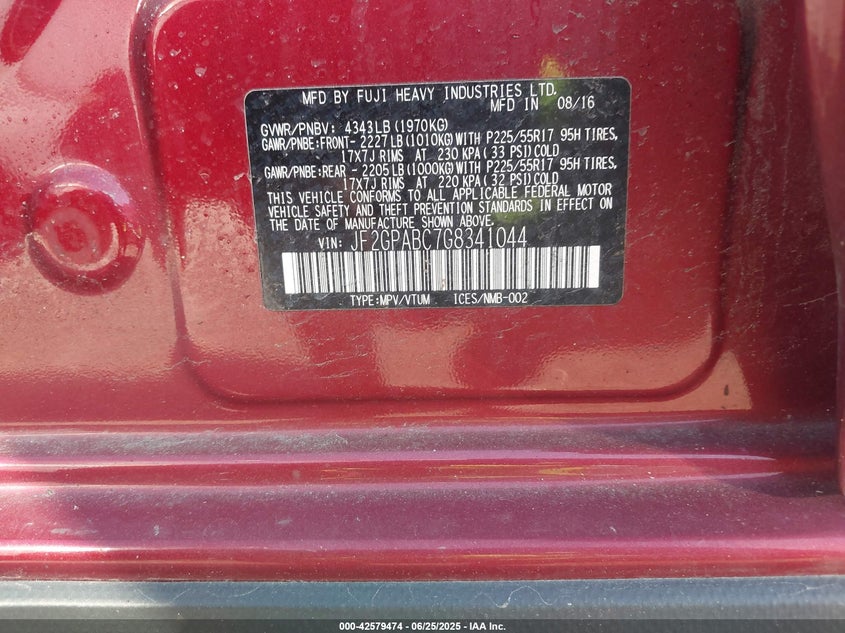 MFD BY FUJI HEAVY INDUSTRIES LTD.
MFD IN 08/16
GVWR/PNBV: 4343LB (1970KG)
GAWR/PNBE:FRONT- 2227LB(1010KG)WITH P225/55R17 95H TIRES,
17X7J RIMS AT 230 KPA( 33 PSI)COLD
GAWR/PNBE:REAR - 2205LB(1000KG)WITH P225/55R17 95H TIRES,
17X7J RIMS AT 220 KPA( 32 PSI)COLD
THIS VEHICLE CONFORMS TO ALL APPLICABLE FEDERAL MOTOR
VEHICLE SAFETY AND THEFT PREVENTION STANDARDS IN EFFECT ON
THE DATE OF MANUFACTURE SHOWN ABOVE.
VIN: JF2GPABC7G8341044
TYPE:MPV/VTUM ICES/NMB-002
000-42579474 - 06/25/2025 - IAA Inc.